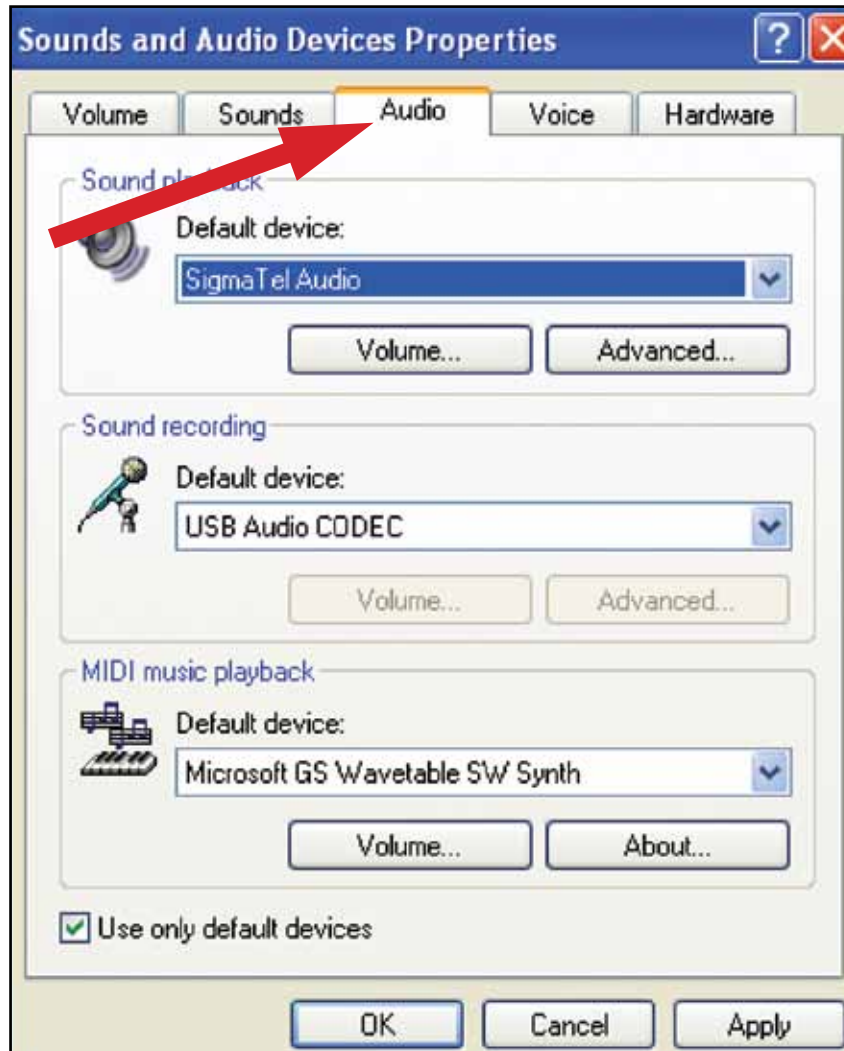 Sounds and Audio Devices Properties
Volume Sounds Audio Voice Hardware
Sound playback
Default device:
SigmaTel Audio
Volume... Advanced...
Sound recording
Default device:
USB Audio CODEC
Volume... Advanced...
MIDI music playback
Default device:
Microsoft GS Wavetable SW Synth
Volume... About...
Use only default devices
OK Cancel Apply